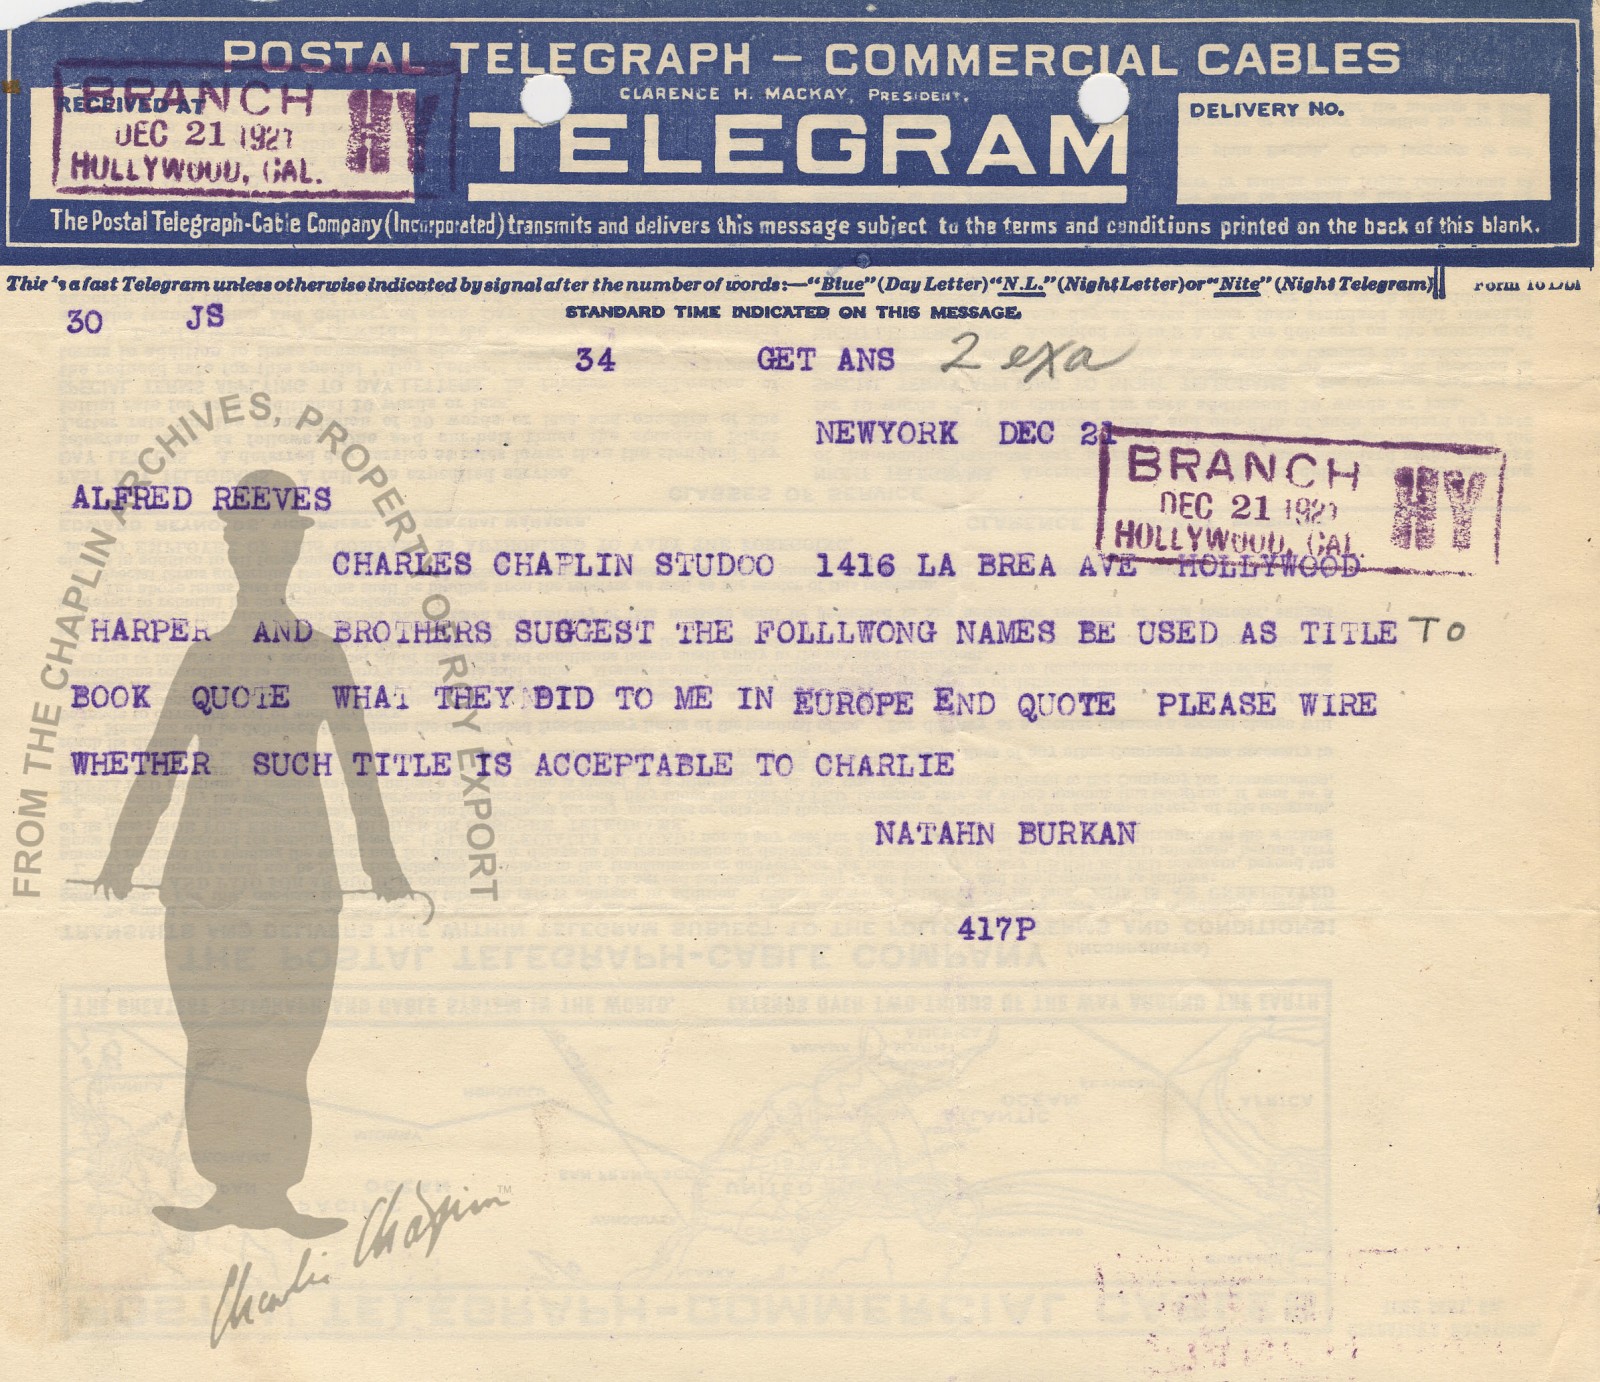 POSTAL TELEGRAPH – COMMERCIAL CABLES
CLARENCE H. MACKAY, PRESIDENT.
RECEIVED AT
BRANCH HY
DEC 21 1921
HOLLYWOOD, CAL.
TELEGRAM
DELIVERY NO.
The Postal Telegraph-Cable Company (Incorporated) transmits and delivers this message subject to the terms and conditions printed on the back of this blank.
This is a fast Telegram unless otherwise indicated by signal after the number of words:—"Blue" (Day Letter) "N.L." (Night Letter) or "Nite" (Night Telegram)
STANDARD TIME INDICATED ON THIS MESSAGE.
30 JS
34 GET ANS 2 exa
NEWYORK DEC 21
BRANCH HY
DEC 21 1921
HOLLYWOOD, CAL.
ALFRED REEVES
CHARLES CHAPLIN STUDOO 1416 LA BREA AVE HOLLYWOOD
HARPER AND BROTHERS SUGGEST THE FOLLLWONG NAMES BE USED AS TITLE TO
BOOK QUOTE WHAT THEY DID TO ME IN EUROPE END QUOTE PLEASE WIRE
WHETHER SUCH TITLE IS ACCEPTABLE TO CHARLIE
NATAHN BURKAN
417P
FROM THE CHAPLIN ARCHIVES, PROPERTY OF ROY EXPORT
Charlie Chaplin™